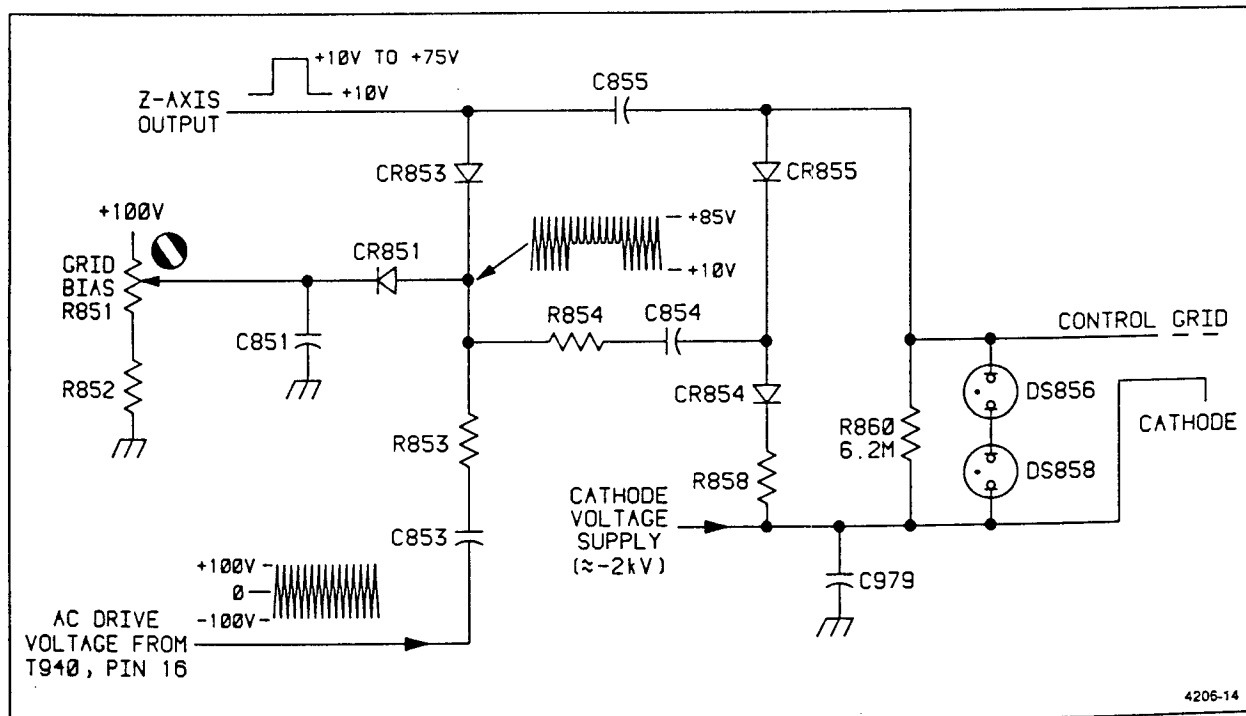 +10V TO +75V
+10V
Z-AXIS
OUTPUT
C855
CR853
CR855
+100V
GRID
BIAS
R851
CR851
+85V
+10V
C851
R854
C854
R852
CR854
CONTROL GRID
DS856
CATHODE
R853
R858
R860
6.2M
DS858
CATHODE
VOLTAGE
SUPPLY
(≈-2kV)
C853
C979
+100V
0
-100V
AC DRIVE
VOLTAGE FROM
T940, PIN 16
4206-14